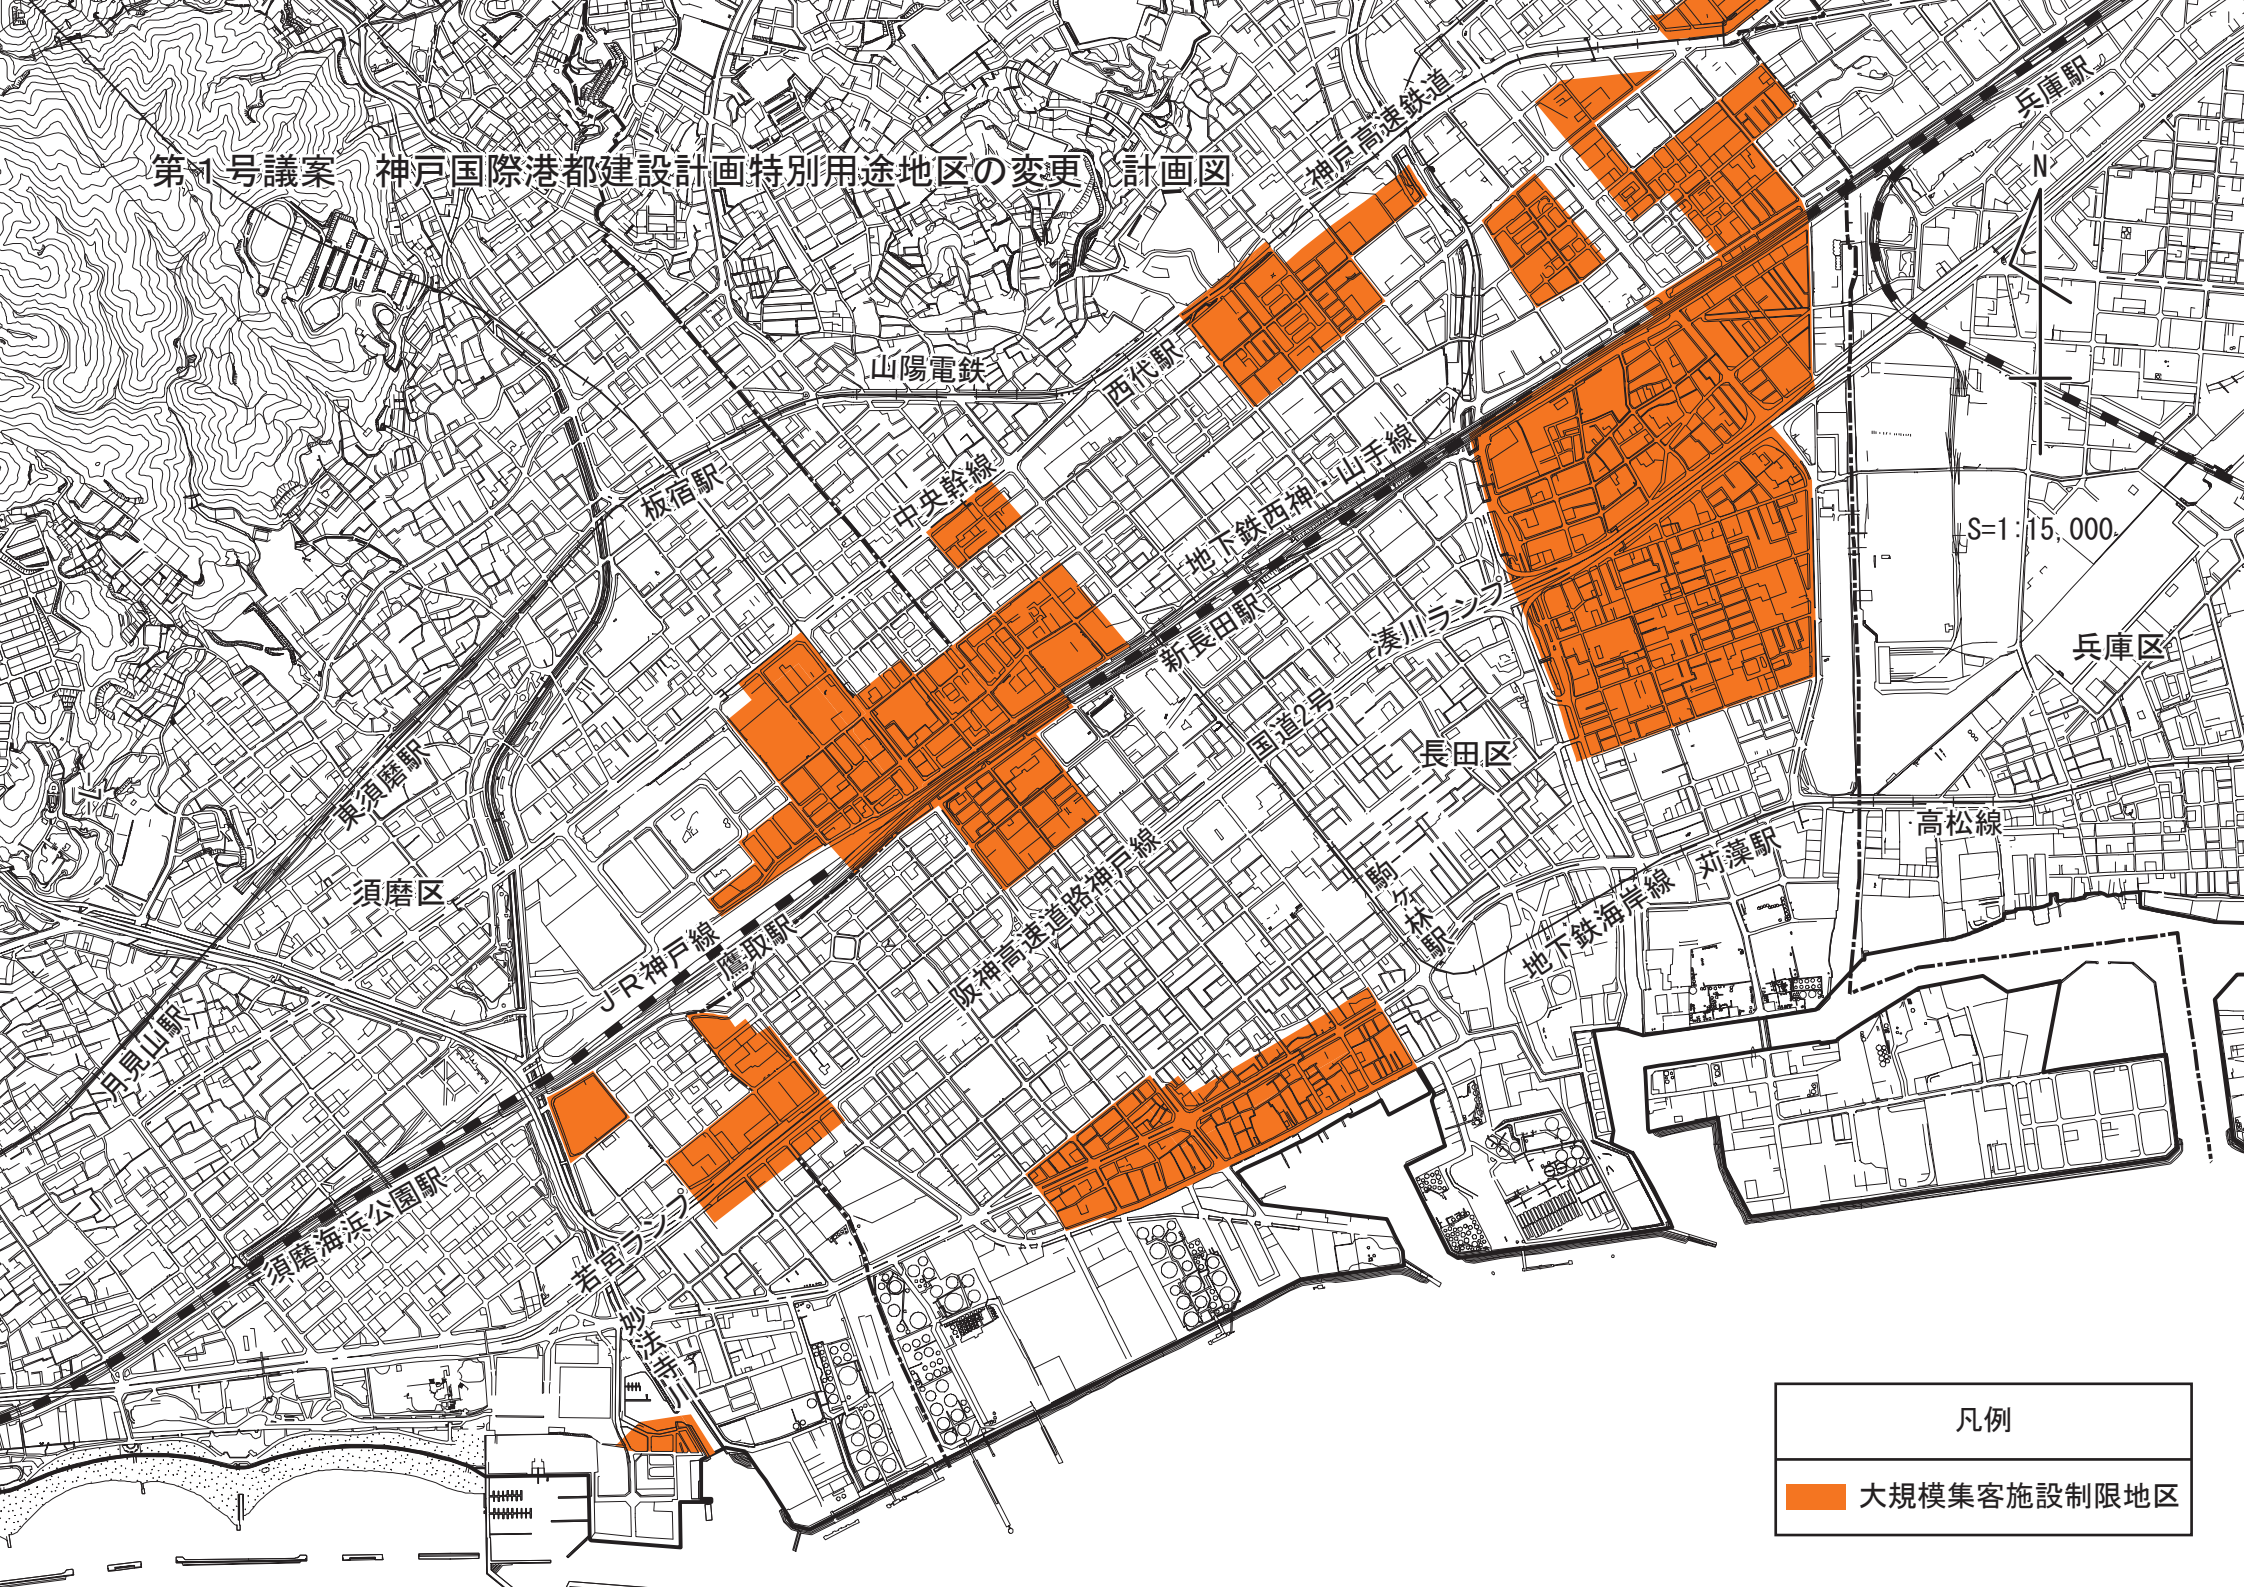 第１号議案　神戸国際港都建設計画特別用途地区の変更　計画図
神戸高速鉄道
兵庫駅
N
山陽電鉄
西代駅
板宿駅
中央幹線
地下鉄西神・山手線
S=1:15,000
新長田駅
湊川ランプ
兵庫区
国道2号
長田区
東須磨駅
高松線
苅藻駅
須磨区
駒ヶ林駅
地下鉄海岸線
ＪＲ神戸線
鷹取駅
阪神高速道路神戸線
月見山駅
須磨海浜公園駅
若宮ランプ
妙法寺川
凡例
大規模集客施設制限地区